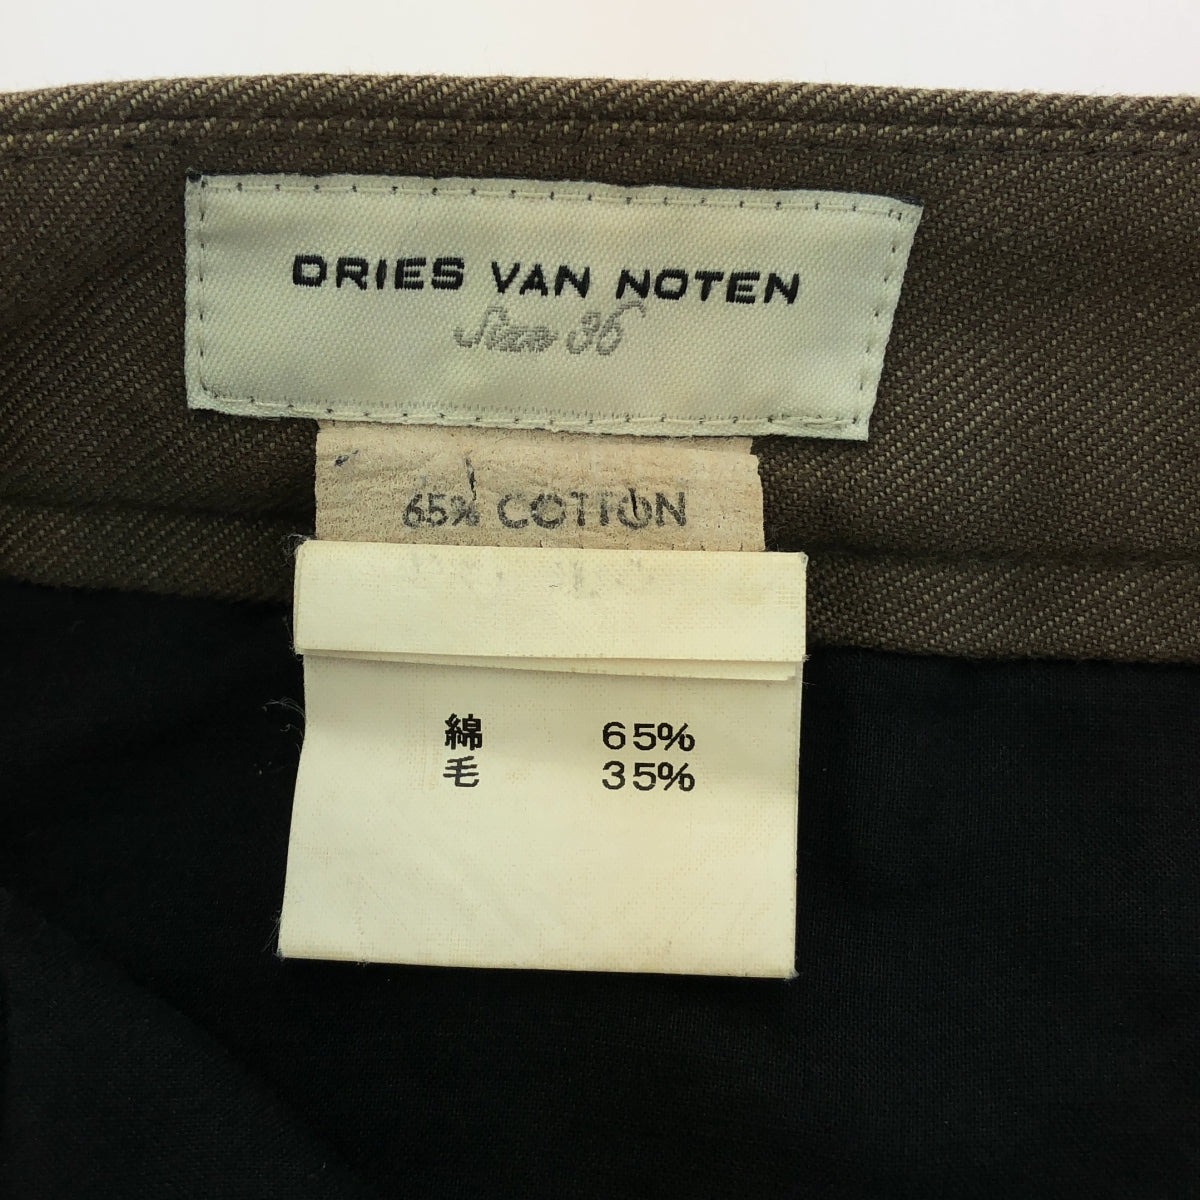 DRIES VAN NOTEN
Size 36
65% COTTON
綿 65%
毛 35%